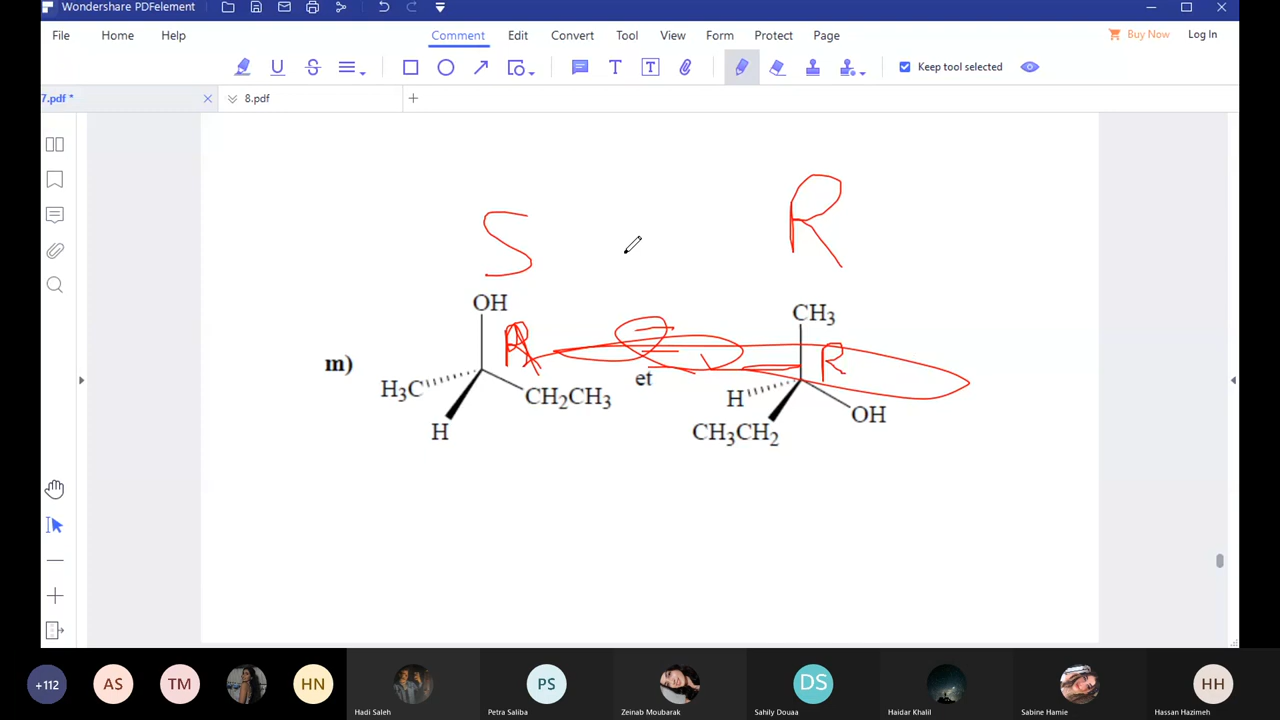 Wondershare PDFelement
File Home Help Comment Edit Convert Tool View Form Protect Page Buy Now Log In
Keep tool selected
7.pdf * 8.pdf
S R
OH CH3
R R
m) H3C CH2CH3 et H OH
H CH3CH2
+112 AS TM HN PS DS HH
Hadi Saleh Petra Saliba Zeinab Moubarak Sahily Douaa Haidar Khalil Sabine Hamie Hassan Hazimeh